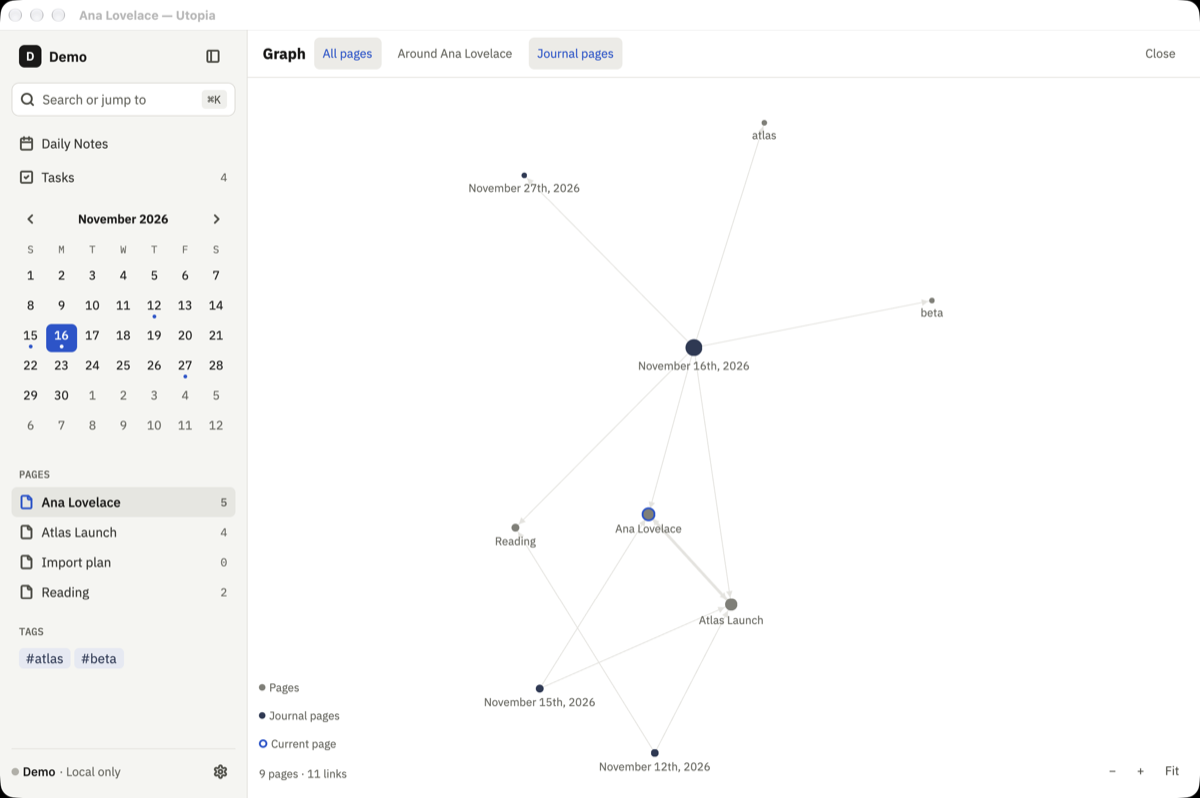 Ana Lovelace — Utopia
D Demo
Search or jump to ⌘K
Daily Notes
Tasks 4
November 2026
S M T W T F S
1 2 3 4 5 6 7
8 9 10 11 12 13 14
15 16 17 18 19 20 21
22 23 24 25 26 27 28
29 30 1 2 3 4 5
6 7 8 9 10 11 12
PAGES
Ana Lovelace 5
Atlas Launch 4
Import plan 0
Reading 2
TAGS
#atlas #beta
Demo · Local only
Graph All pages Around Ana Lovelace Journal pages Close
atlas
November 27th, 2026
beta
November 16th, 2026
Ana Lovelace
Reading
Atlas Launch
November 15th, 2026
November 12th, 2026
Pages
Journal pages
Current page
9 pages · 11 links
− + Fit